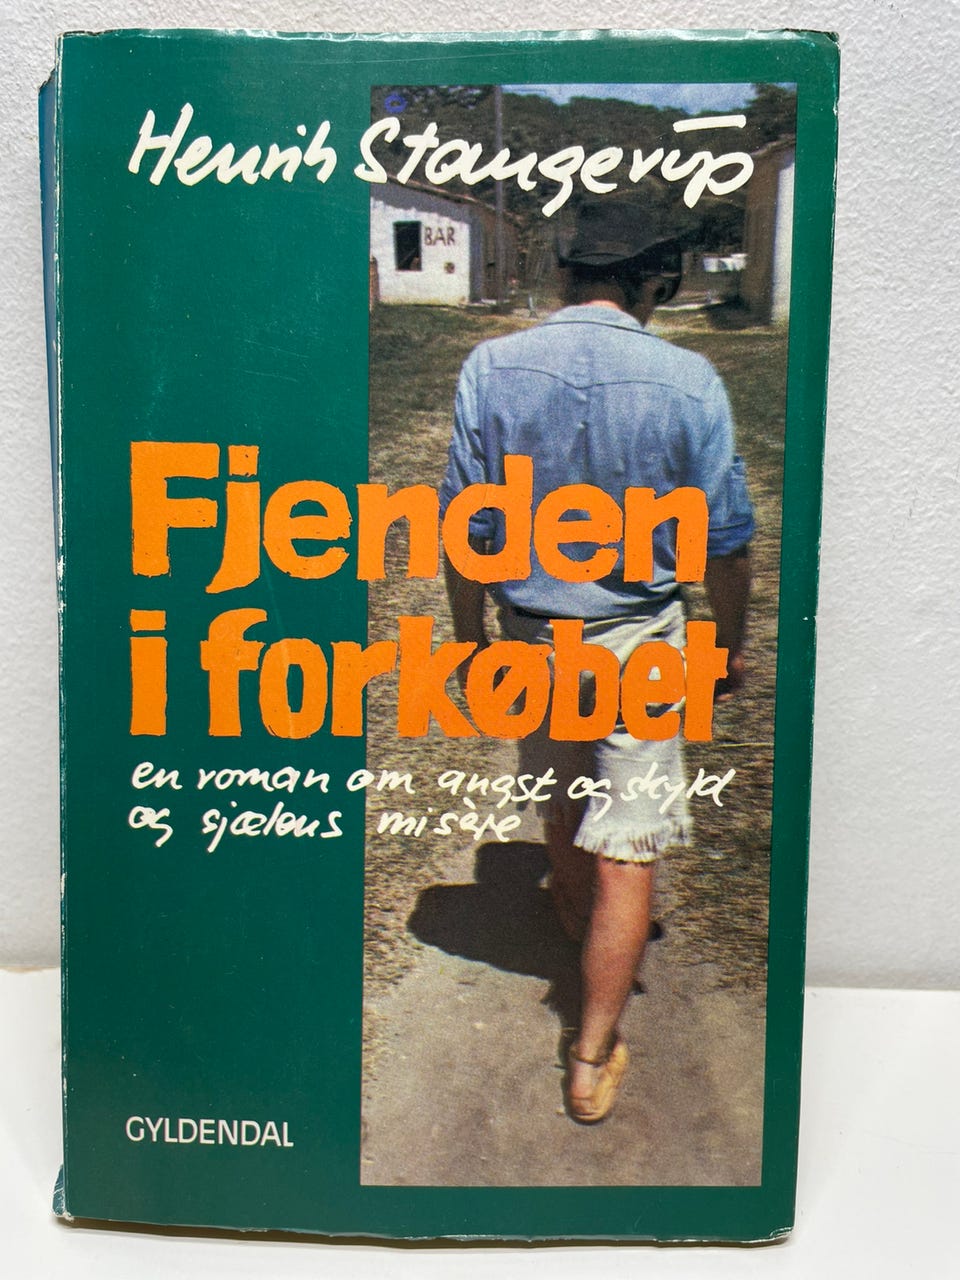 Henrik Stangerup
BAR
Fjenden
i forkøbet
en roman om angst og skyld
og sjælens misère
GYLDENDAL